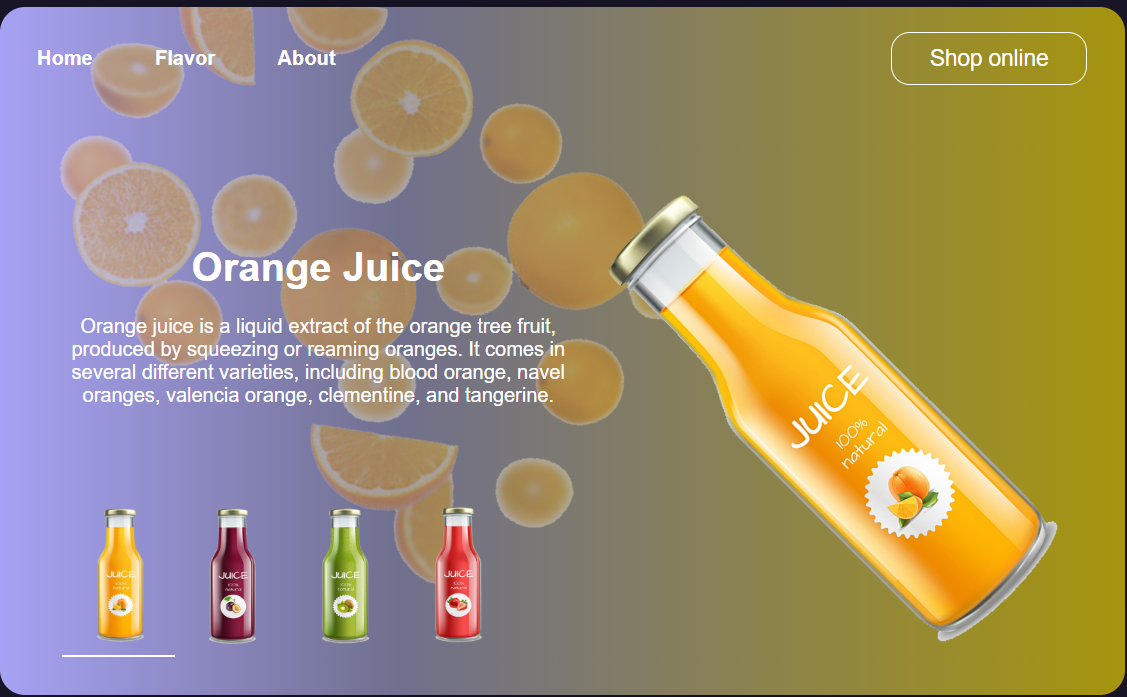 Home
Flavor
About
Shop online
Orange Juice
Orange juice is a liquid extract of the orange tree fruit,
produced by squeezing or reaming oranges. It comes in
several different varieties, including blood orange, navel
oranges, valencia orange, clementine, and tangerine.
JUICE
100%
natural
JUICE
100%
natural
JUICE
100%
natural
JUICE
100%
natural
JUICE
100%
natural